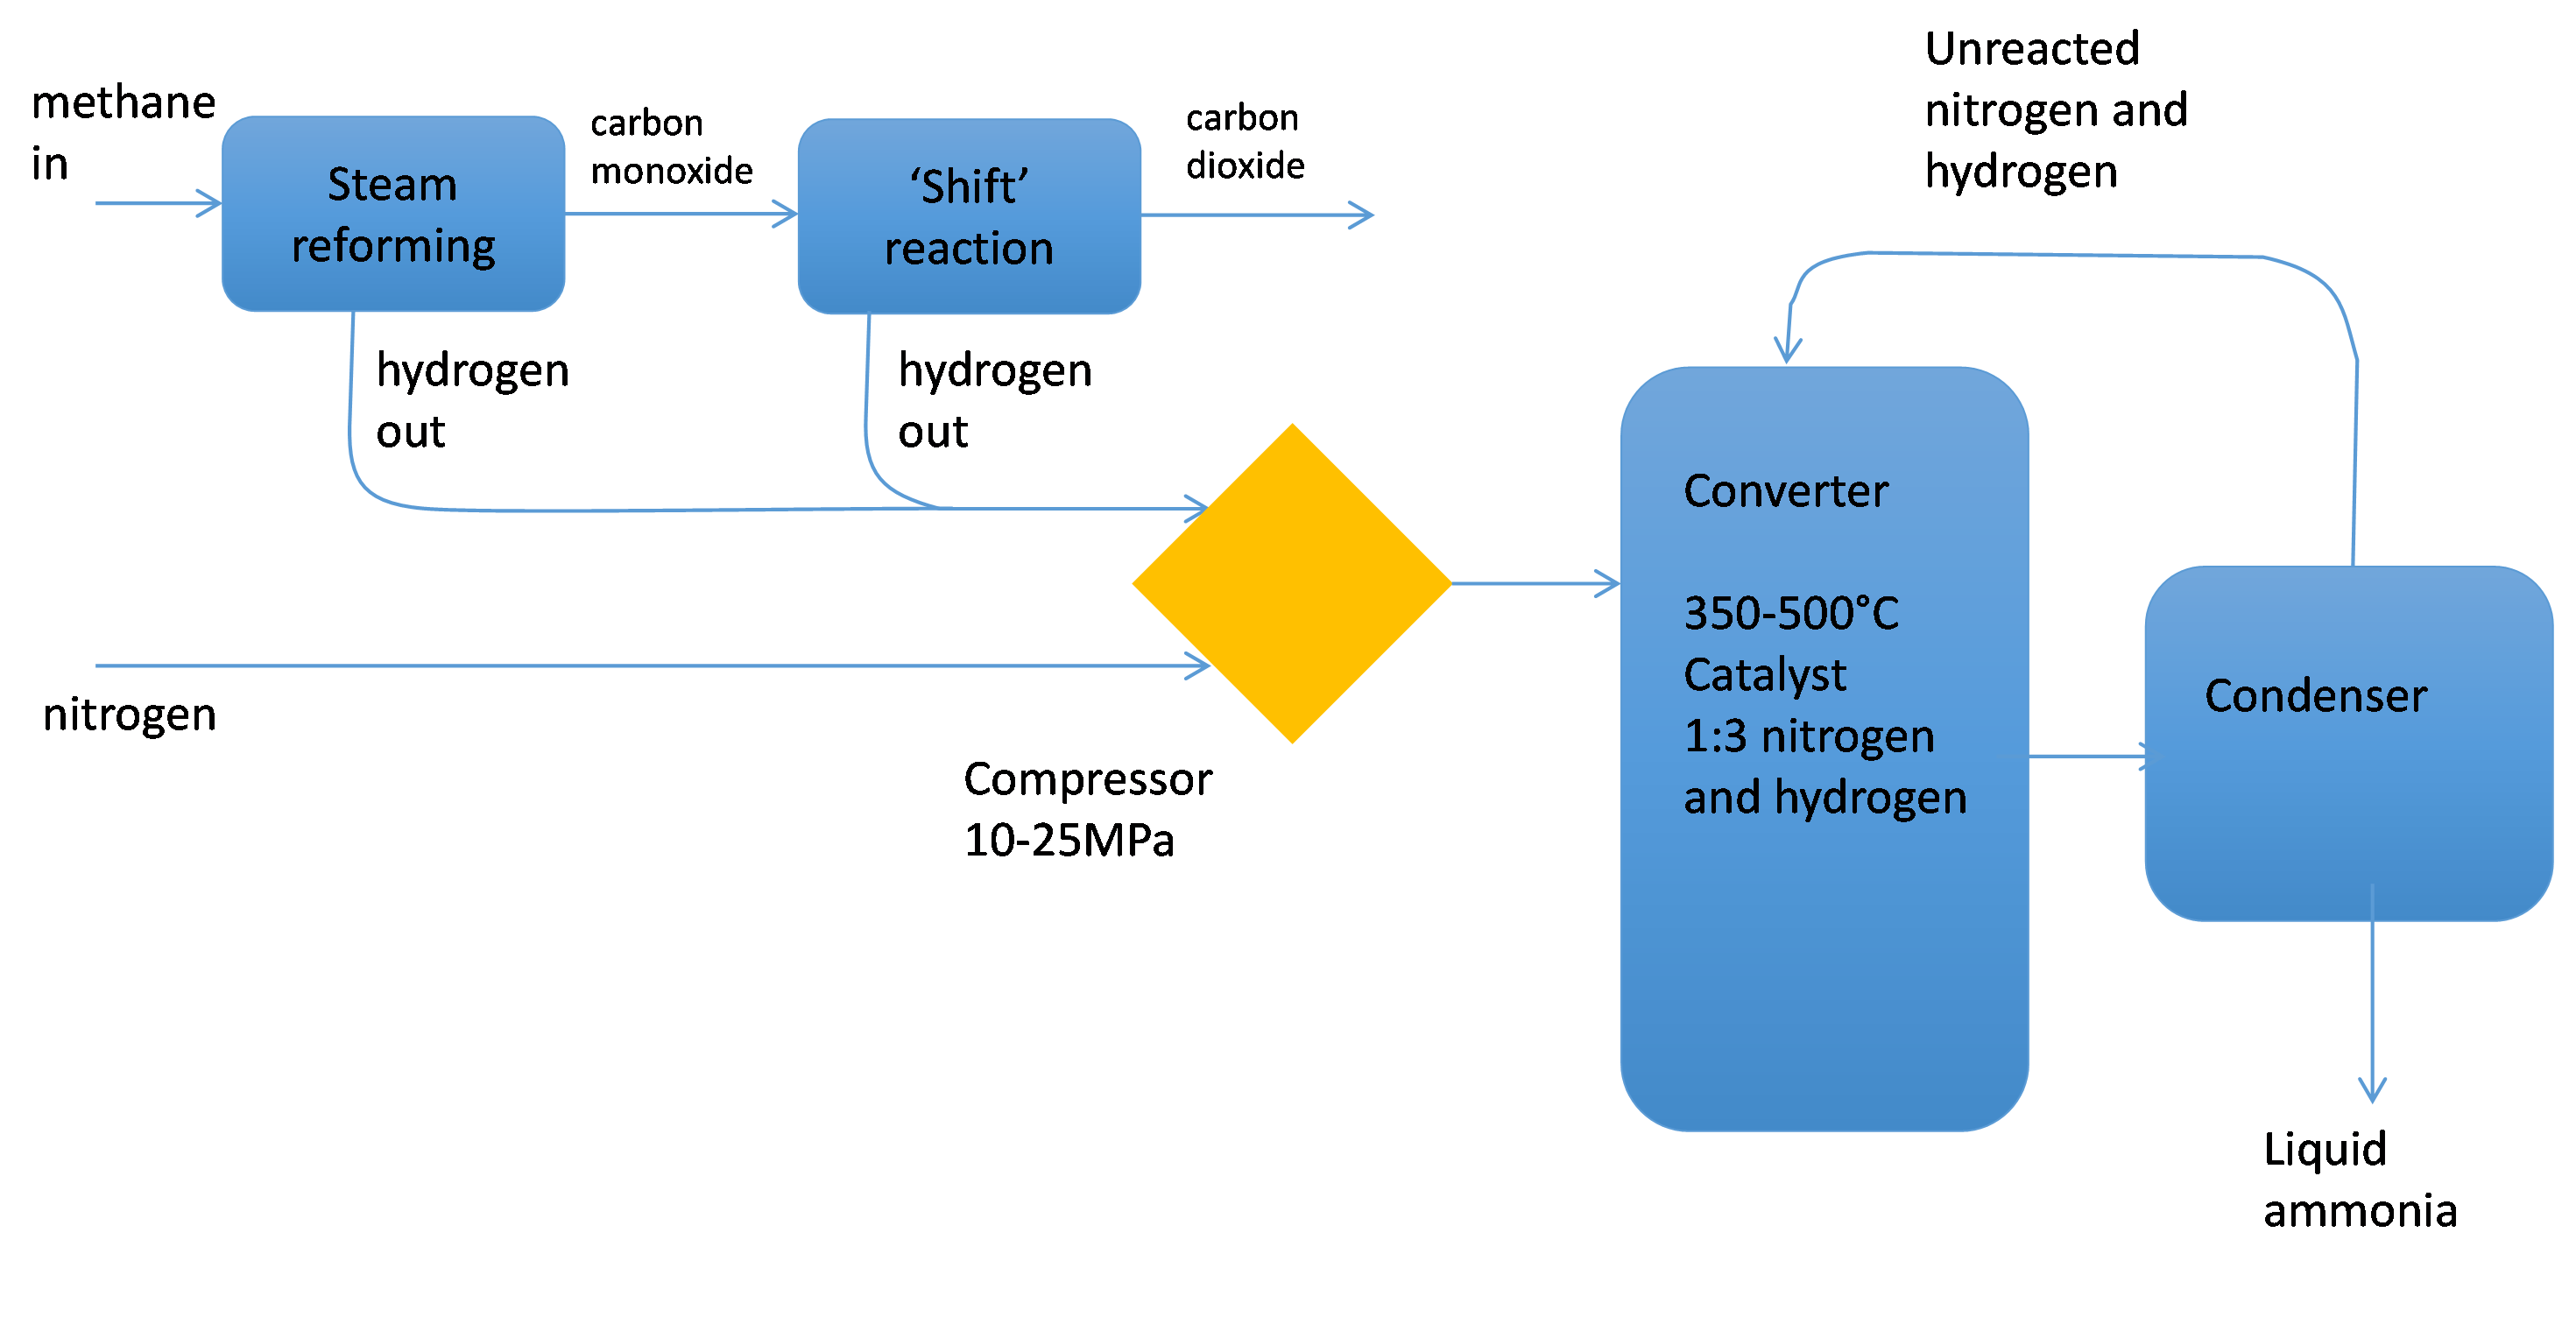 methane
in
Steam
reforming
carbon
monoxide
‘Shift’
reaction
carbon
dioxide
Unreacted
nitrogen and
hydrogen
hydrogen
out
hydrogen
out
nitrogen
Compressor
10-25MPa
Converter
350-500°C
Catalyst
1:3 nitrogen
and hydrogen
Condenser
Liquid
ammonia